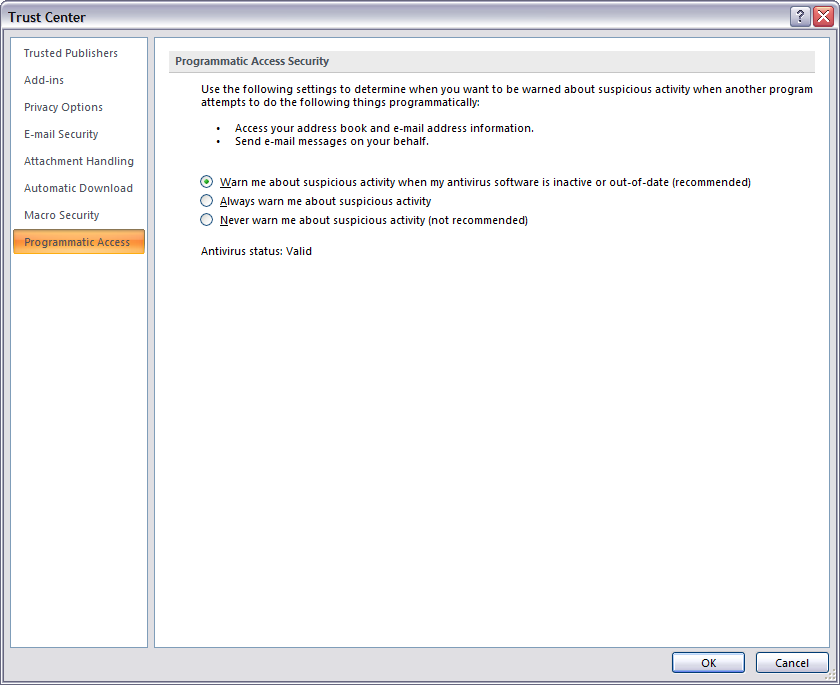 Trust Center
?
Trusted Publishers
Add-ins
Privacy Options
E-mail Security
Attachment Handling
Automatic Download
Macro Security
Programmatic Access
Programmatic Access Security
Use the following settings to determine when you want to be warned about suspicious activity when another program
attempts to do the following things programmatically:
• Access your address book and e-mail address information.
• Send e-mail messages on your behalf.
Warn me about suspicious activity when my antivirus software is inactive or out-of-date (recommended)
Always warn me about suspicious activity
Never warn me about suspicious activity (not recommended)
Antivirus status: Valid
OK
Cancel